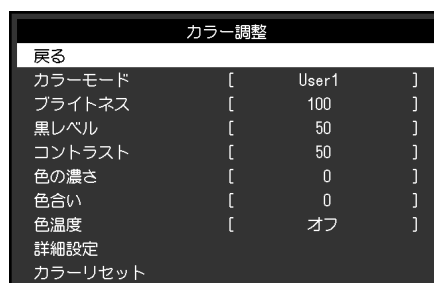 カラー調整
戻る
カラーモード [ User1 ]
ブライトネス [ 100 ]
黒レベル [ 50 ]
コントラスト [ 50 ]
色の濃さ [ 0 ]
色合い [ 0 ]
色温度 [ オフ ]
詳細設定
カラーリセット